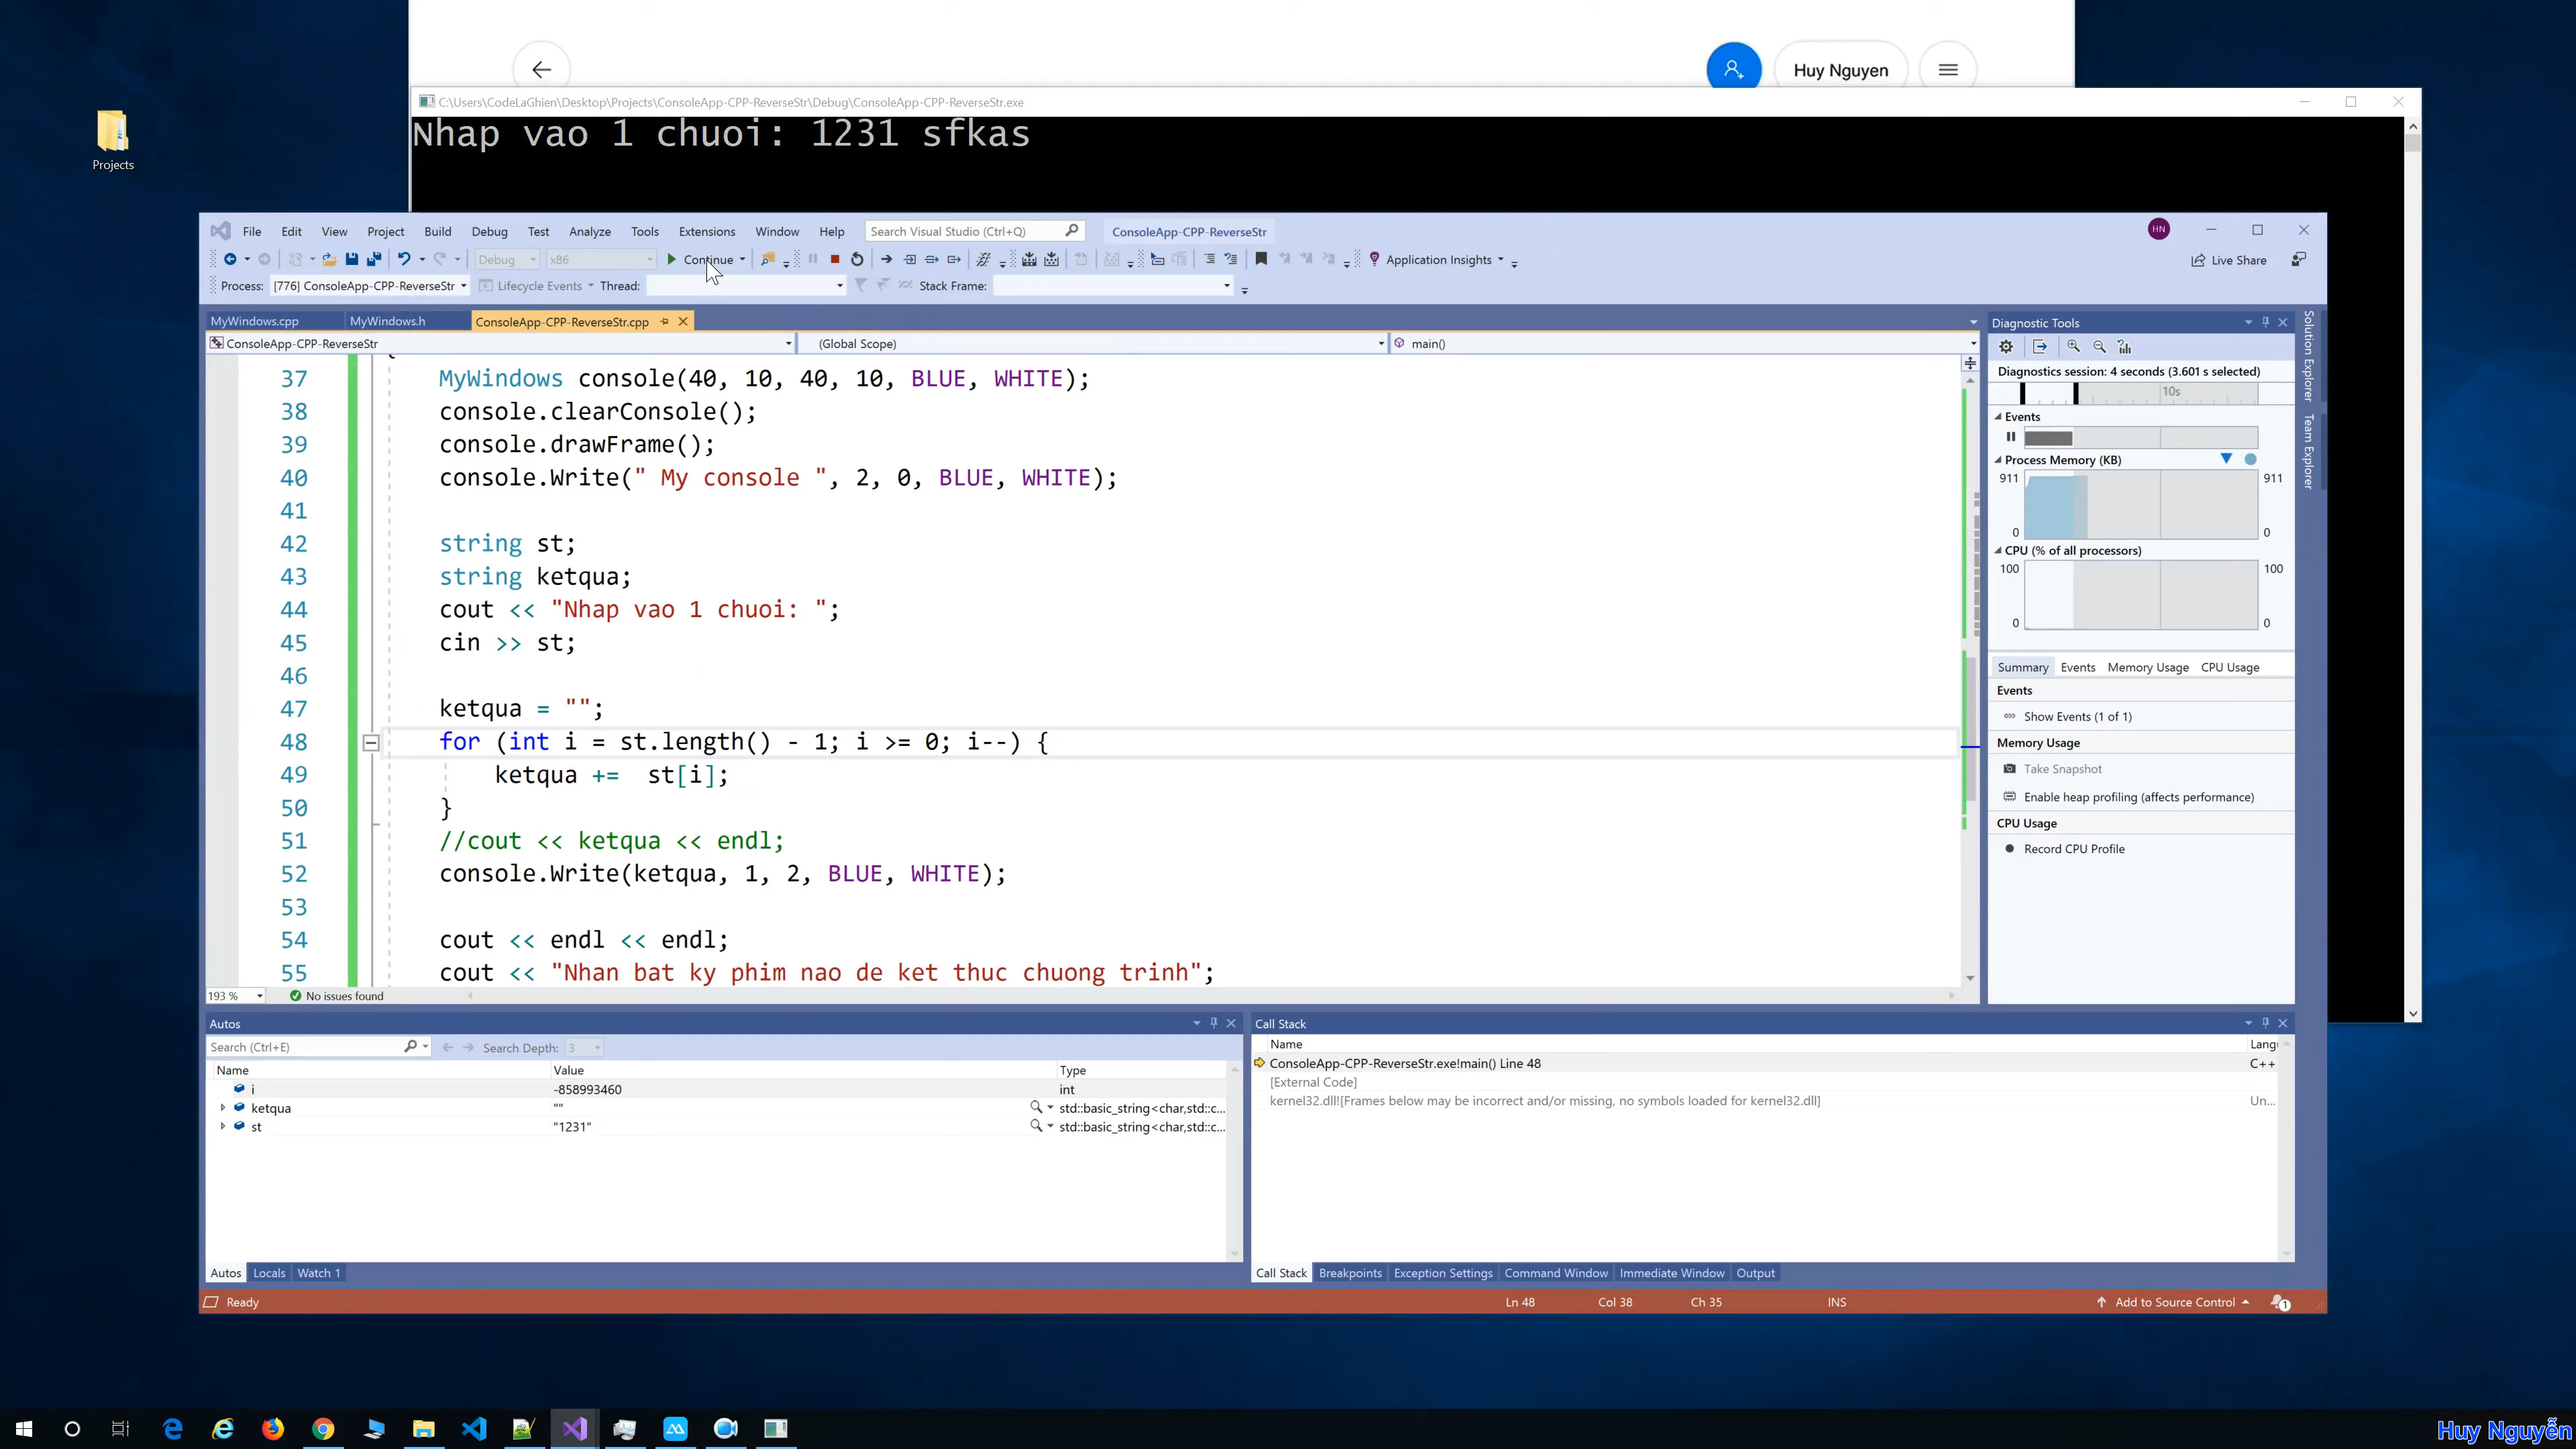 Huy Nguyen
C:\Users\CodeLaGhien\Desktop\Projects\ConsoleApp-CPP-ReverseStr\Debug\ConsoleApp-CPP-ReverseStr.exe
Nhap vao 1 chuoi: 1231 sfkas
Projects
File Edit View Project Build Debug Test Analyze Tools Extensions Window Help Search Visual Studio (Ctrl+Q) ConsoleApp-CPP-ReverseStr HN
Debug x86 Continue Application Insights Live Share
Process: [776] ConsoleApp-CPP-ReverseStr Lifecycle Events Thread: Stack Frame:
MyWindows.cpp MyWindows.h ConsoleApp-CPP-ReverseStr.cpp
ConsoleApp-CPP-ReverseStr (Global Scope) main()
37 MyWindows console(40, 10, 40, 10, BLUE, WHITE);
38 console.clearConsole();
39 console.drawFrame();
40 console.Write(" My console ", 2, 0, BLUE, WHITE);
41
42 string st;
43 string ketqua;
44 cout << "Nhap vao 1 chuoi: ";
45 cin >> st;
46
47 ketqua = "";
48 for (int i = st.length() - 1; i >= 0; i--) {
49 ketqua += st[i];
50 }
51 //cout << ketqua << endl;
52 console.Write(ketqua, 1, 2, BLUE, WHITE);
53
54 cout << endl << endl;
55 cout << "Nhan bat ky phim nao de ket thuc chuong trinh";
193 % No issues found
Diagnostic Tools
Diagnostics session: 4 seconds (3.601 s selected)
10s
Events
Process Memory (KB)
911 911
0 0
CPU (% of all processors)
100 100
0 0
Summary Events Memory Usage CPU Usage
Events
Show Events (1 of 1)
Memory Usage
Take Snapshot
Enable heap profiling (affects performance)
CPU Usage
Record CPU Profile
Solution Explorer
Team Explorer
Autos
Search (Ctrl+E) Search Depth: 3
Name Value Type
i -858993460 int
ketqua "" std::basic_string<char,std::c...
st "1231" std::basic_string<char,std::c...
Autos Locals Watch 1
Call Stack
Name Lang
ConsoleApp-CPP-ReverseStr.exe!main() Line 48 C++
[External Code]
kernel32.dll![Frames below may be incorrect and/or missing, no symbols loaded for kernel32.dll] Un...
Call Stack Breakpoints Exception Settings Command Window Immediate Window Output
Ready Ln 48 Col 38 Ch 35 INS Add to Source Control 1
Huy Nguyễn